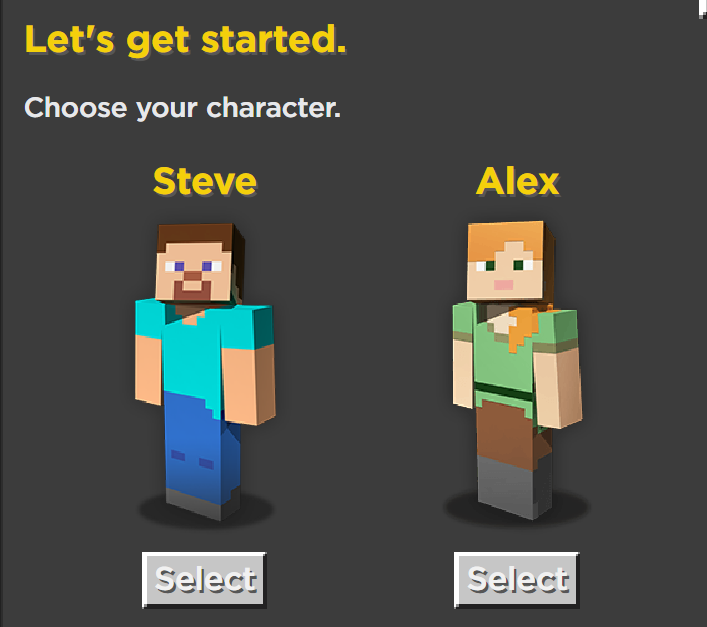 Let's get started.
Choose your character.
Steve
Alex
Select
Select